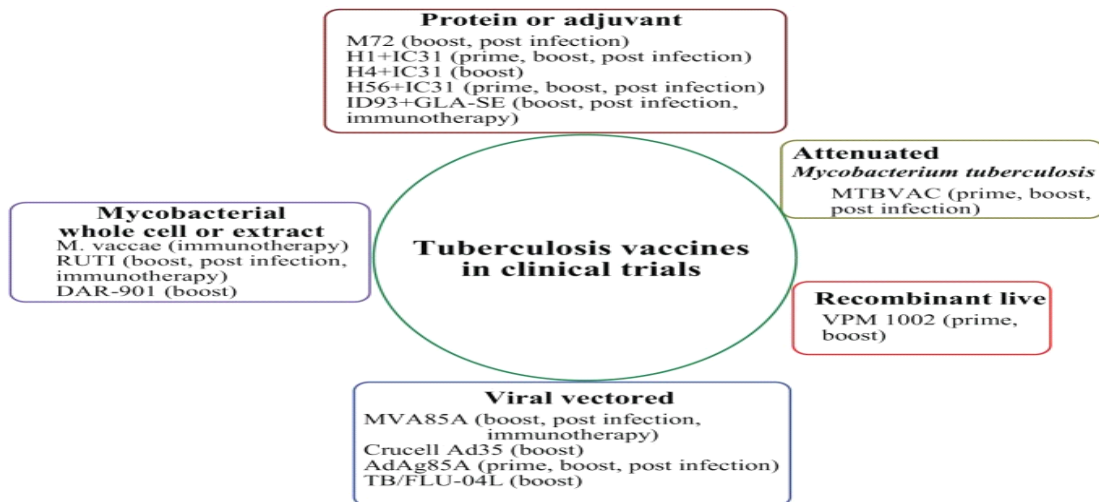 Protein or adjuvant
M72 (boost, post infection)
H1+IC31 (prime, boost, post infection)
H4+IC31 (boost)
H56+IC31 (prime, boost, post infection)
ID93+GLA-SE (boost, post infection,
immunotherapy)
Attenuated
Mycobacterium tuberculosis
MTBVAC (prime, boost,
post infection)
Mycobacterial
whole cell or extract
M. vaccae (immunotherapy)
RUTI (boost, post infection,
immunotherapy)
DAR-901 (boost)
Tuberculosis vaccines
in clinical trials
Recombinant live
VPM 1002 (prime,
boost)
Viral vectored
MVA85A (boost, post infection,
immunotherapy)
Crucell Ad35 (boost)
AdAg85A (prime, boost, post infection)
TB/FLU-04L (boost)